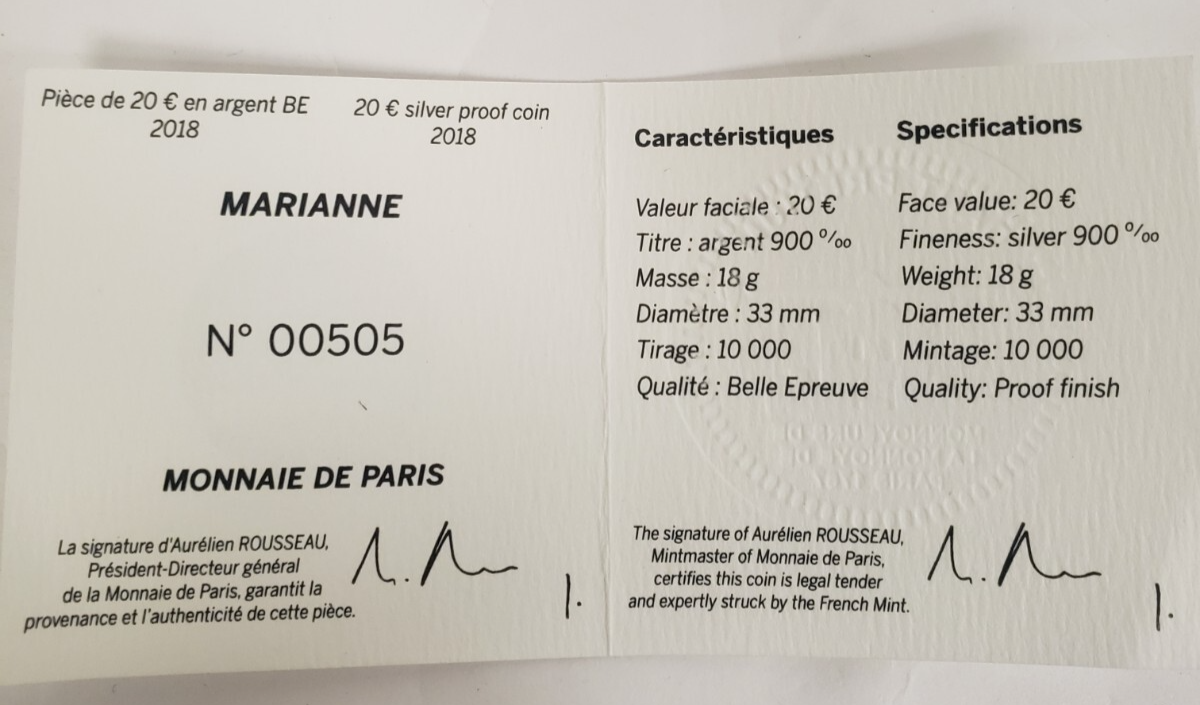 Pièce de 20 € en argent BE
2018
20 € silver proof coin
2018
MARIANNE
N° 00505
MONNAIE DE PARIS
La signature d'Aurélien ROUSSEAU,
Président-Directeur général
de la Monnaie de Paris, garantit la
provenance et l'authenticité de cette pièce.
Caractéristiques
Valeur faciale : 20 €
Titre : argent 900 ‰
Masse : 18 g
Diamètre : 33 mm
Tirage : 10 000
Qualité : Belle Epreuve
Specifications
Face value: 20 €
Fineness: silver 900 ‰
Weight: 18 g
Diameter: 33 mm
Mintage: 10 000
Quality: Proof finish
The signature of Aurélien ROUSSEAU,
Mintmaster of Monnaie de Paris,
certifies this coin is legal tender
and expertly struck by the French Mint.